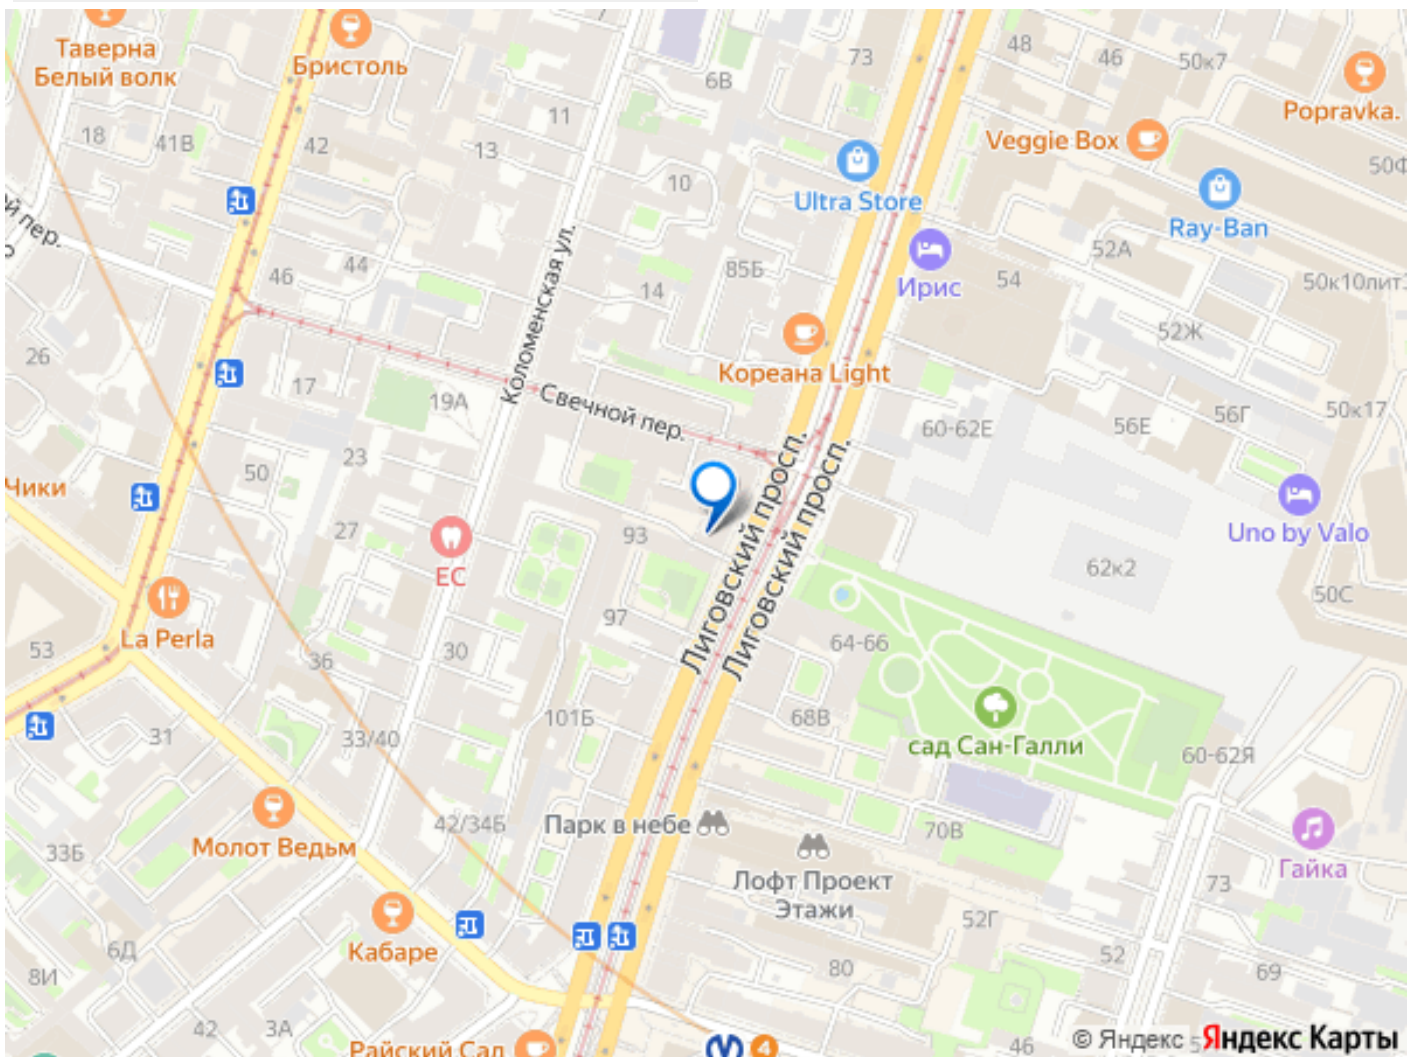 Таверна
Белый волк
Бристоль
73
48
46
50к7
6В
Popravka.
11
18
41В
42
13
Veggie Box
50Ф
10
Ultra Store
Ray-Ban
й пер.
Коломенская ул.
52А
46
44
85Б
14
Ирис
54
50к10лит
52Ж
26
Кореана Light
17
19А
Свечной пер.
60-62Е
56Е
56Г
50к17
23
50
Чики
Лиговский просп.
Лиговский просп.
Uno by Valo
27
93
ЕС
62к2
50С
97
La Perla
53
30
36
64-66
101Б
68В
сад Сан-Галли
31
33/40
60-62Я
42/34Б
Парк в небе
70В
Молот Ведьм
33Б
Лофт Проект
Этажи
Гайка
73
52Г
Кабаре
6Д
8И
80
52
69
42
3А
Райский Сад
4
46
© Яндекс
5
Яндекс Карты